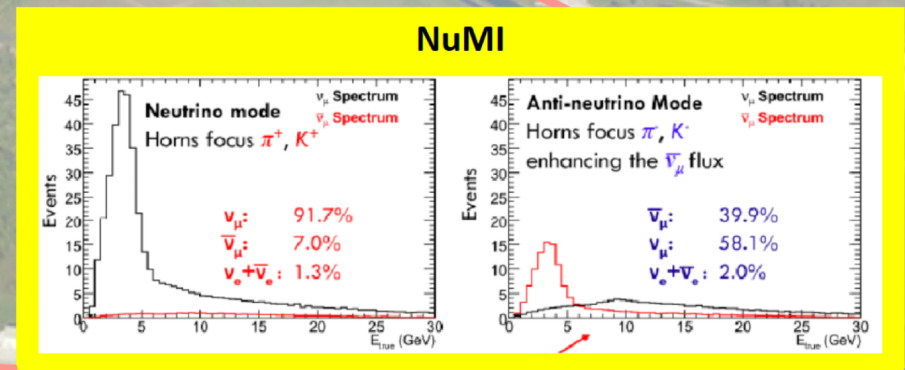 NuMI
Neutrino mode
Horns focus π⁺, K⁺
νμ Spectrum
ν̄μ Spectrum
νμ: 91.7%
ν̄μ: 7.0%
νe+ν̄e: 1.3%
Events
45
40
35
30
25
20
15
10
5
0
0 5 10 15 20 25 30
Etrue (GeV)
Anti-neutrino Mode
Horns focus π⁻, K⁻
enhancing the ν̄μ flux
νμ Spectrum
ν̄μ Spectrum
ν̄μ: 39.9%
νμ: 58.1%
νe+ν̄e: 2.0%
Events
45
40
35
30
25
20
15
10
5
0
0 5 10 15 20 25 30
Etrue (GeV)